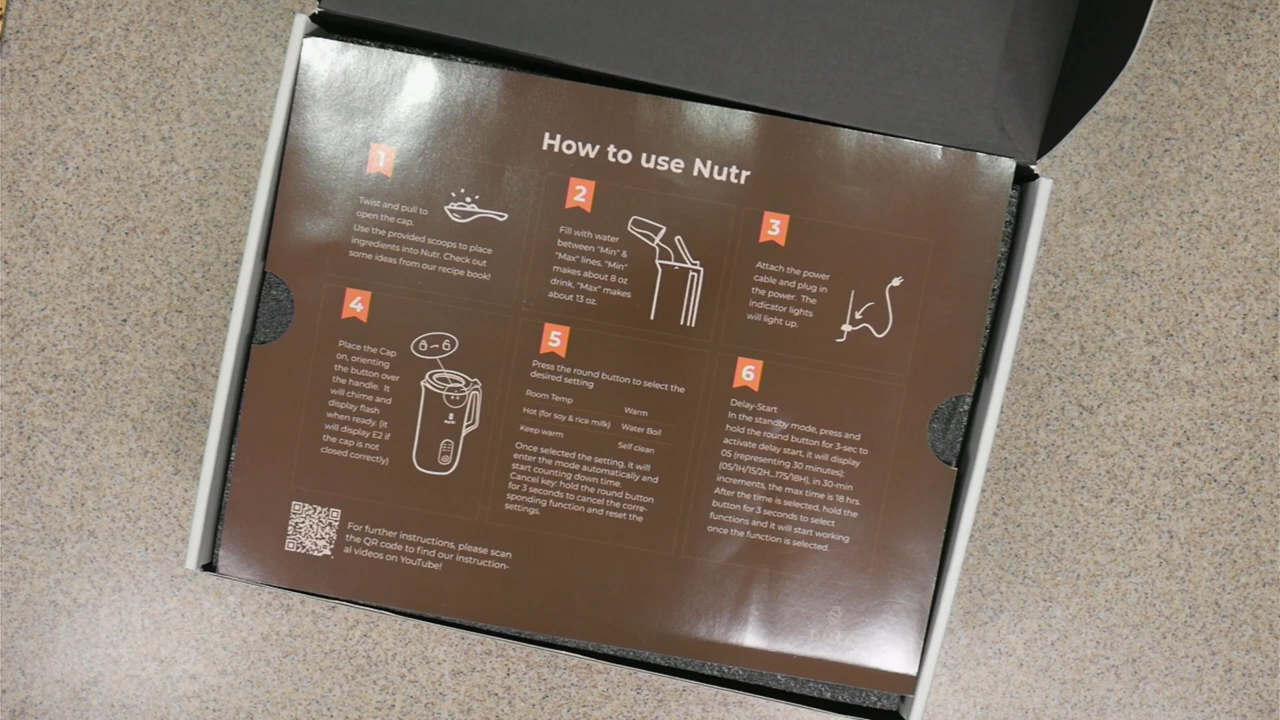 How to use Nutr
1
Twist and pull to
open the cap.
Use the provided scoops to place
ingredients into Nutr. Check out
some ideas from our recipe book!
2
Fill with water
between "Min" &
"Max" lines, "Min"
makes about 8 oz
drink, "Max" makes
about 13 oz.
3
Attach the power
cable and plug in
the power. The
indicator lights
will light up.
4
Place the Cap
on, orienting
the button over
the handle. It
will chime and
display flash
when ready. (it
will display E2 if
the cap is not
closed correctly)
5
Press the round button to select the
desired setting
Room Temp Warm
Hot (for soy & rice milk) Water Boil
Keep warm Self clean
Once selected the setting, it will
enter the mode automatically and
start counting down time.
Cancel key: hold the round button
for 3 seconds to cancel the corre-
sponding function and reset the
settings.
6
Delay-Start
In the standby mode, press and
hold the round button for 3-sec to
activate delay start, it will display
05 (representing 30 minutes);
(05/1H/15/2H...175/18H), in 30-min
increments, the max time is 18 hrs.
After the time is selected, hold the
button for 3 seconds to select
functions and it will start working
once the function is selected.
For further instructions, please scan
the QR code to find our instruction-
al videos on YouTube!